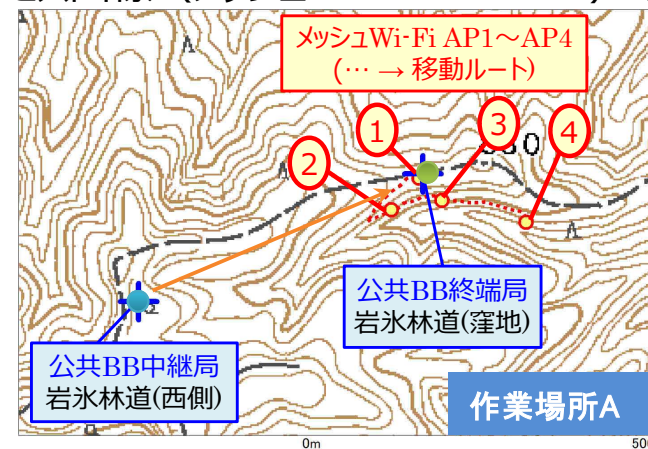 メッシュWi-Fi AP1～AP4
(… → 移動ルート)
1
2
3
4
公共BB終端局
岩氷林道(窪地)
公共BB中継局
岩氷林道(西側)
作業場所A
0m